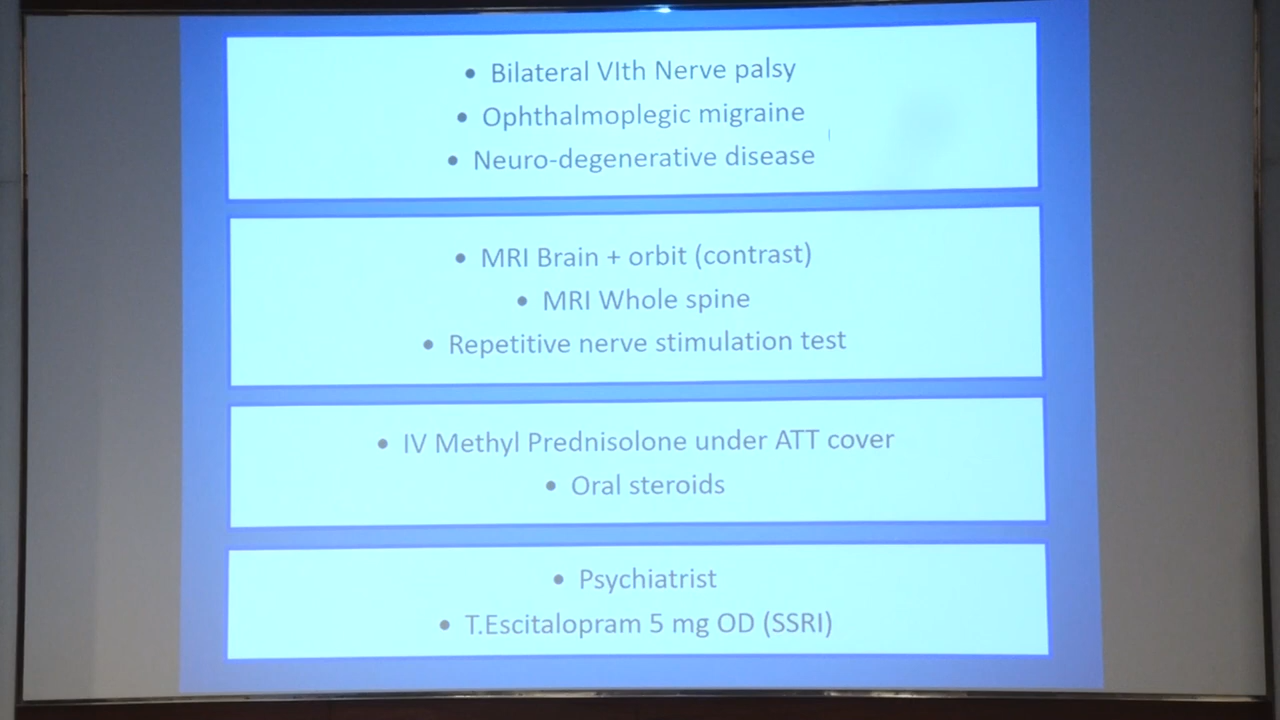 • Bilateral VIth Nerve palsy
• Ophthalmoplegic migraine
• Neuro-degenerative disease
• MRI Brain + orbit (contrast)
• MRI Whole spine
• Repetitive nerve stimulation test
• IV Methyl Prednisolone under ATT cover
• Oral steroids
• Psychiatrist
• T.Escitalopram 5 mg OD (SSRI)